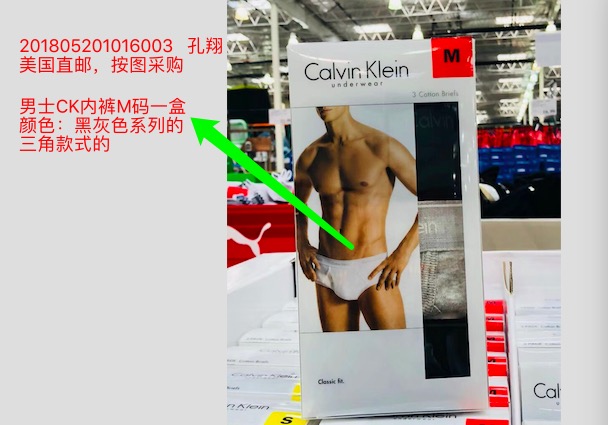 201805201016003 孔翔
美国直邮，按图采购
男士CK内裤M码一盒
颜色：黑灰色系列的
三角款式的
M
Calvin Klein
underwear
3 Cotton Briefs
Classic fit.
Calvin Klein
S